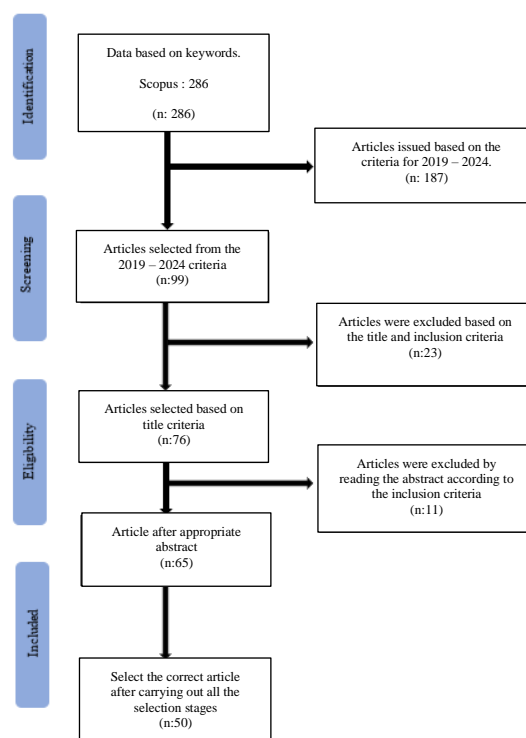 Identification
Data based on keywords.
Scopus : 286
(n: 286)
Articles issued based on the
criteria for 2019 – 2024.
(n: 187)
Screening
Articles selected from the
2019 – 2024 criteria
(n:99)
Articles were excluded based on
the title and inclusion criteria
(n:23)
Eligibility
Articles selected based on
title criteria
(n:76)
Articles were excluded by
reading the abstract according to
the inclusion criteria
(n:11)
Article after appropriate
abstract
(n:65)
Included
Select the correct article
after carrying out all the
selection stages
(n:50)